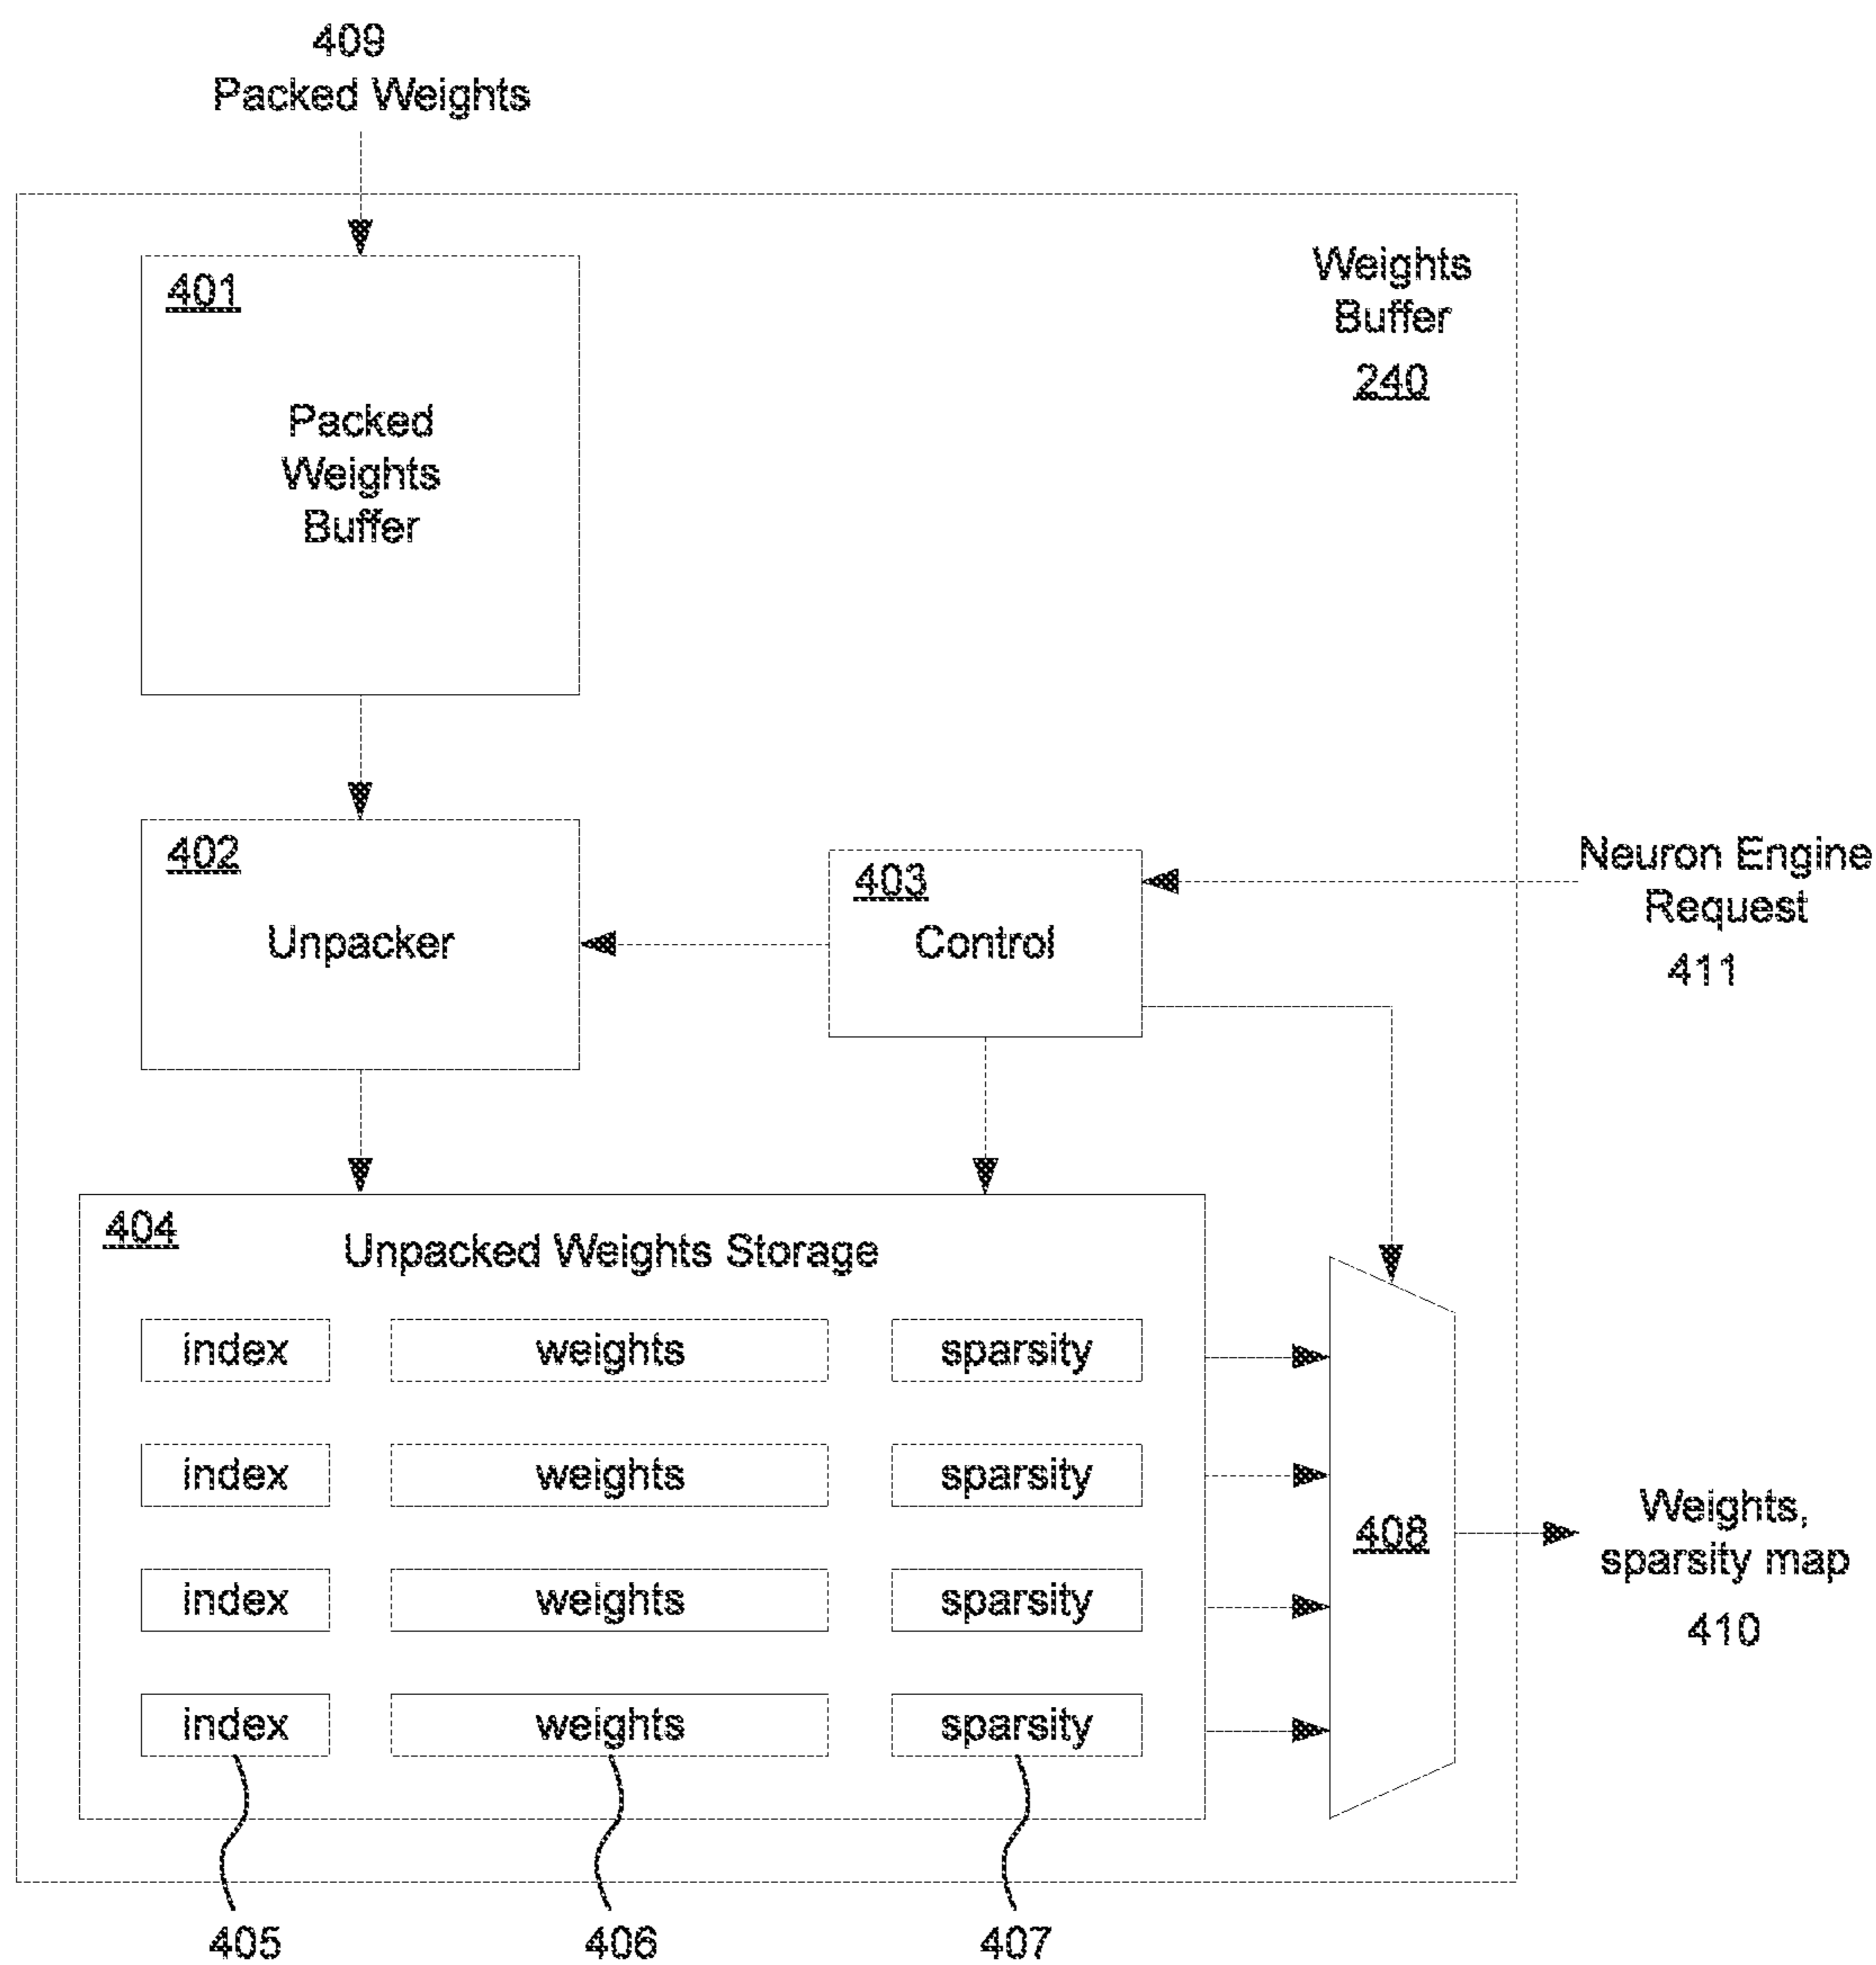 409
Packed Weights
401
Packed
Weights
Buffer
Weights
Buffer
240
402
Unpacker
403
Control
Neuron Engine
Request
411
404
Unpacked Weights Storage
index weights sparsity
index weights sparsity
index weights sparsity
index weights sparsity
408
Weights,
sparsity map
410
405 406 407